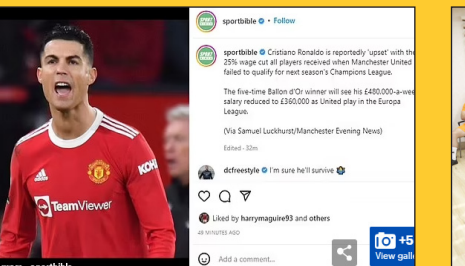 sportbible • Follow
sportbible Cristiano Ronaldo is reportedly 'upset' with the
25% wage cut all players received when Manchester United
failed to qualify for next season's Champions League.
The five-time Ballon d'Or winner will see his £480,000-a-wee
salary reduced to £360,000 as United play in the Europa
League.
(Via Samuel Luckhurst/Manchester Evening News)
Edited · 32m
dcfreestyle I'm sure he'll survive
Liked by harrymaguire93 and others
48 MINUTES AGO
Add a comment...
+5
View galle
adidas
KOH
TeamViewer